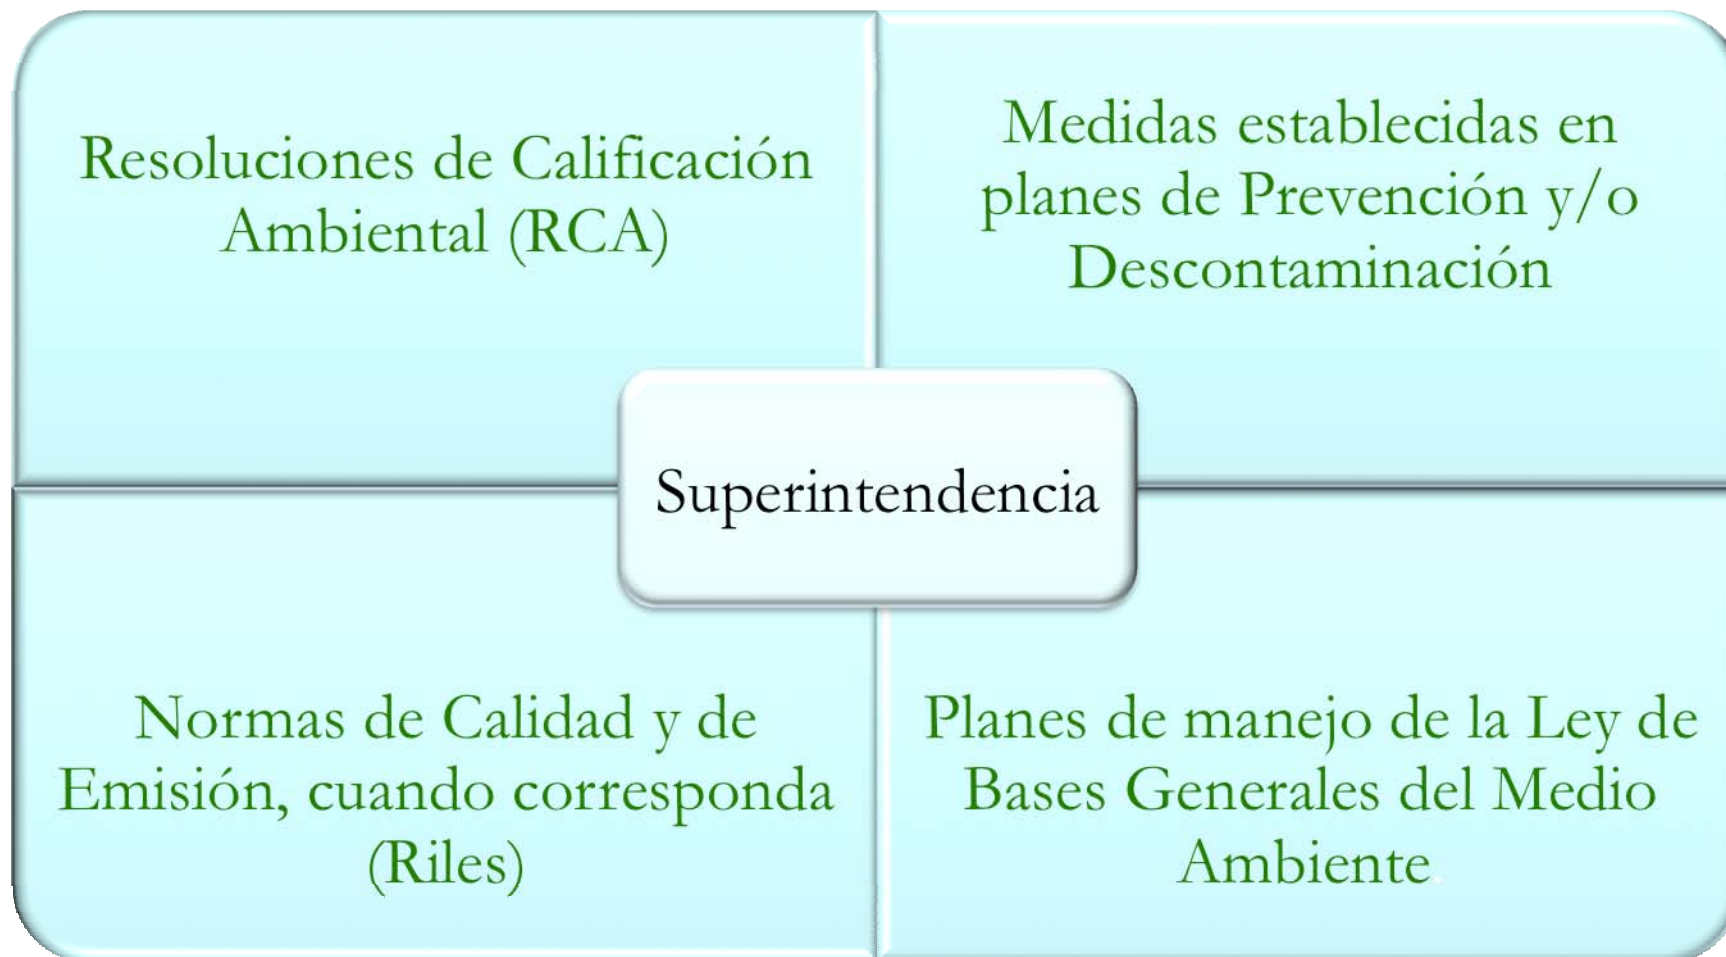 Resoluciones de Calificación
Ambiental (RCA)
Medidas establecidas en
planes de Prevención y/o
Descontaminación
Superintendencia
Normas de Calidad y de
Emisión, cuando corresponda
(Riles)
Planes de manejo de la Ley de
Bases Generales del Medio
Ambiente.